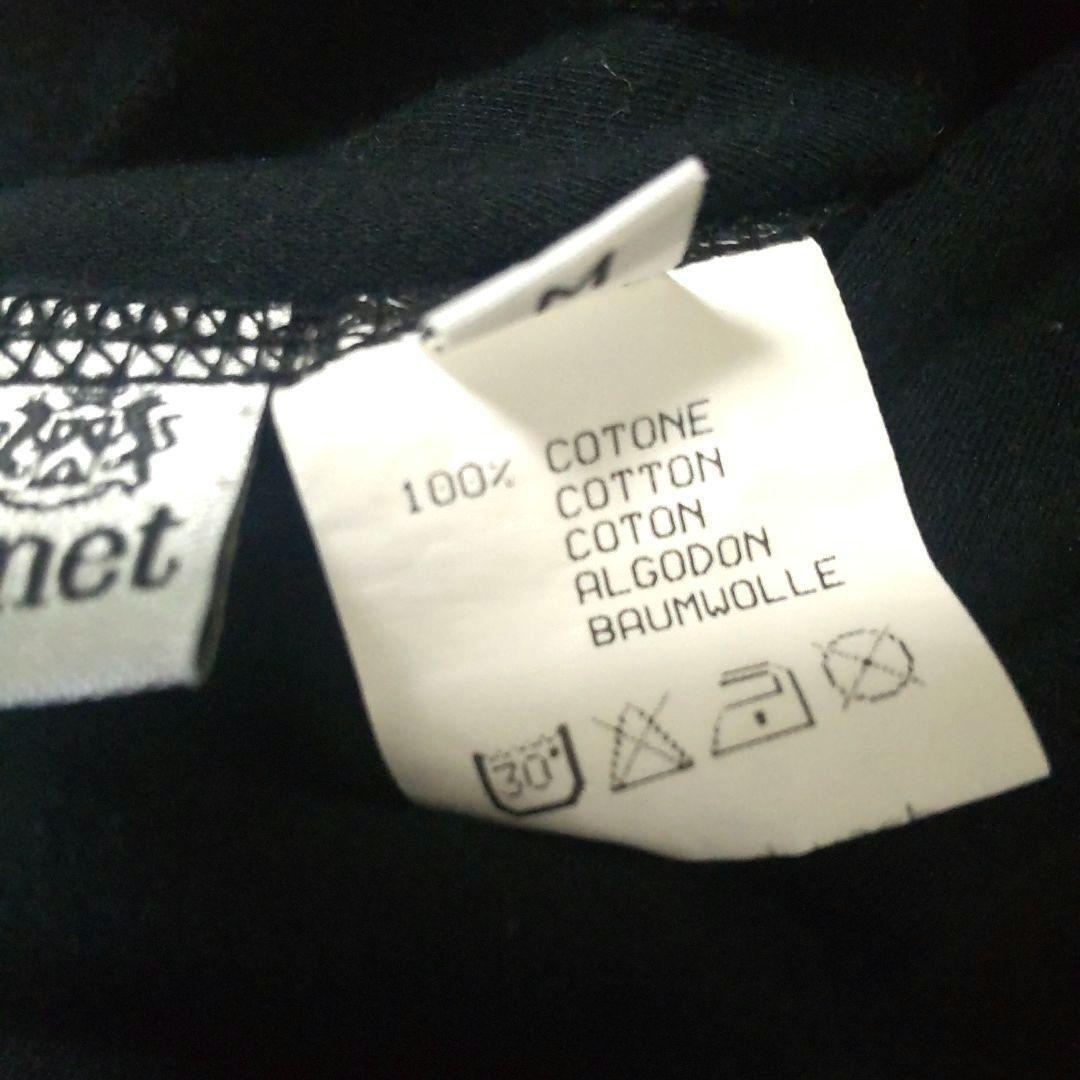 M
100% COTONE
COTTON
COTON
ALGODON
BAUMWOLLE
30°
met